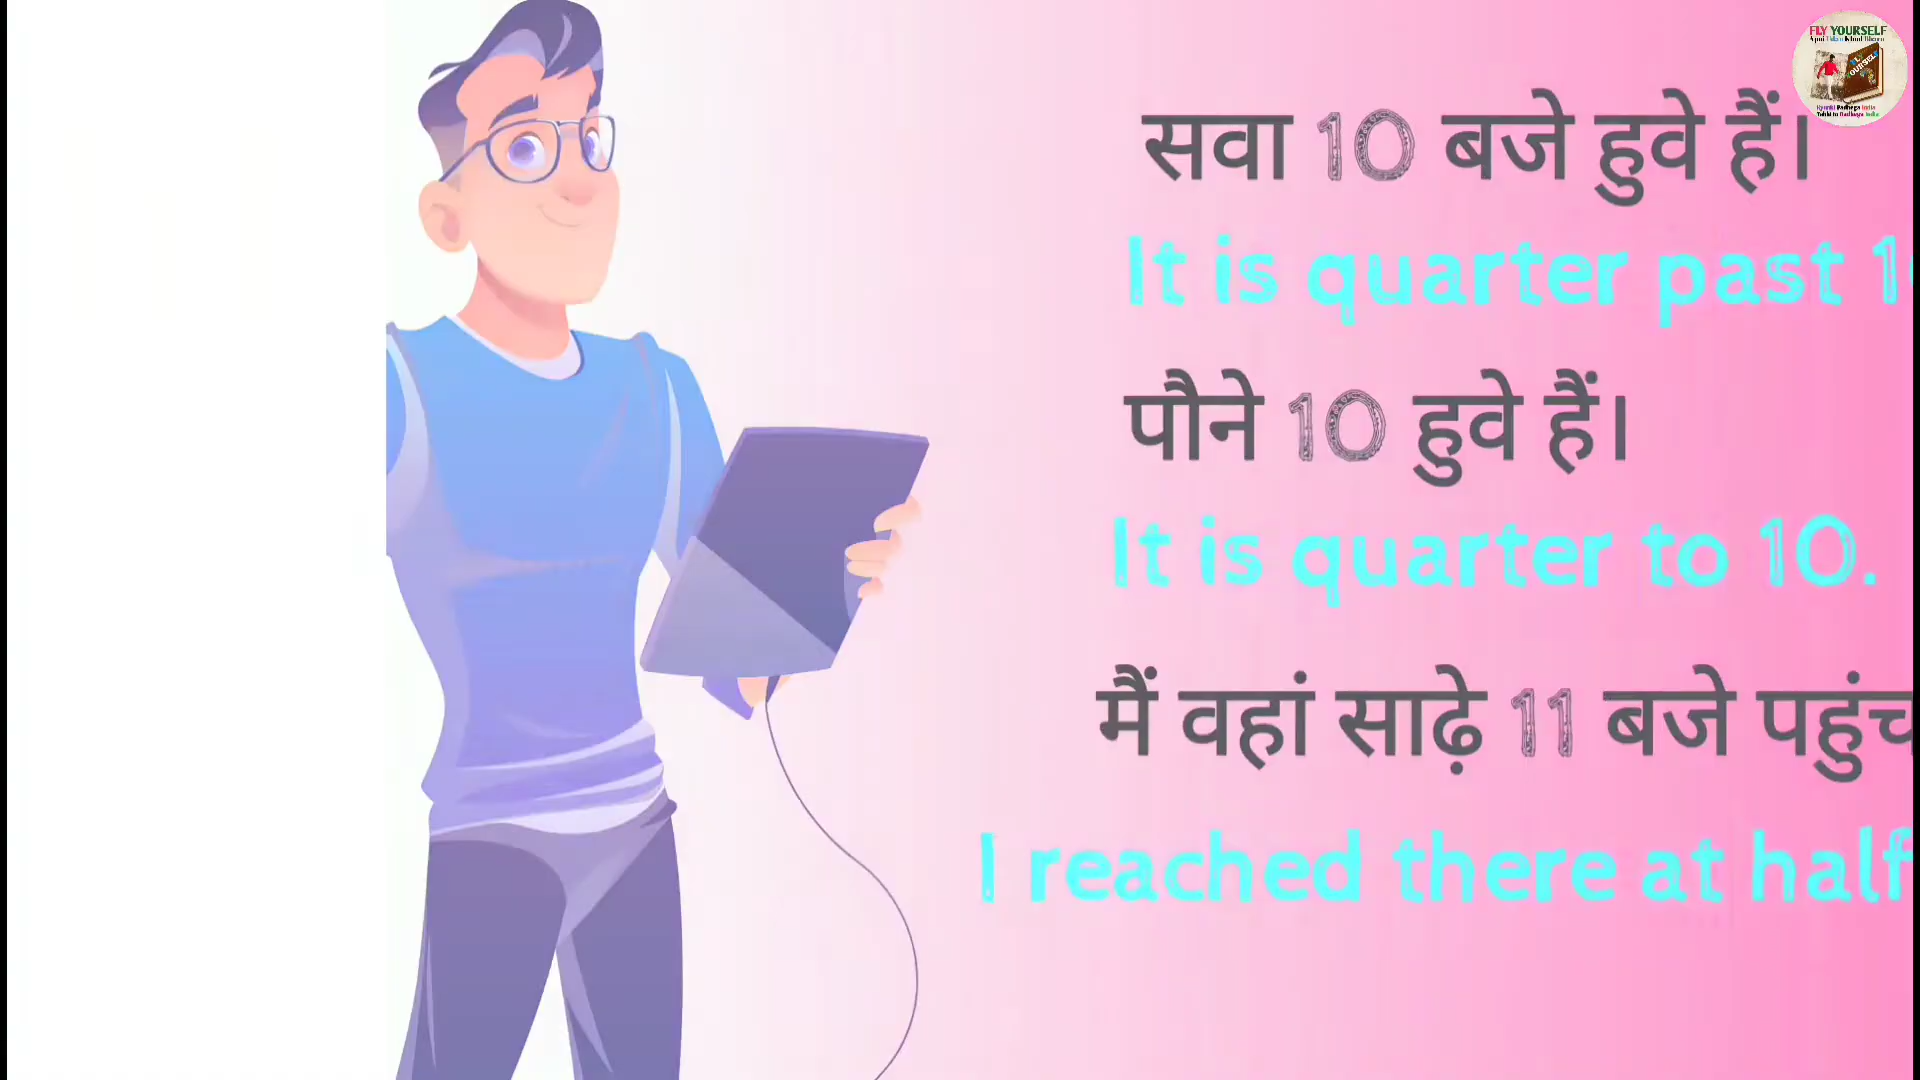 FLY YOURSELF
सवा 10 बजे हुवे हैं।
It is quarter past 1
पौने 10 हुवे हैं।
It is quarter to 10.
मैं वहां साढ़े 11 बजे पहुंच
I reached there at half